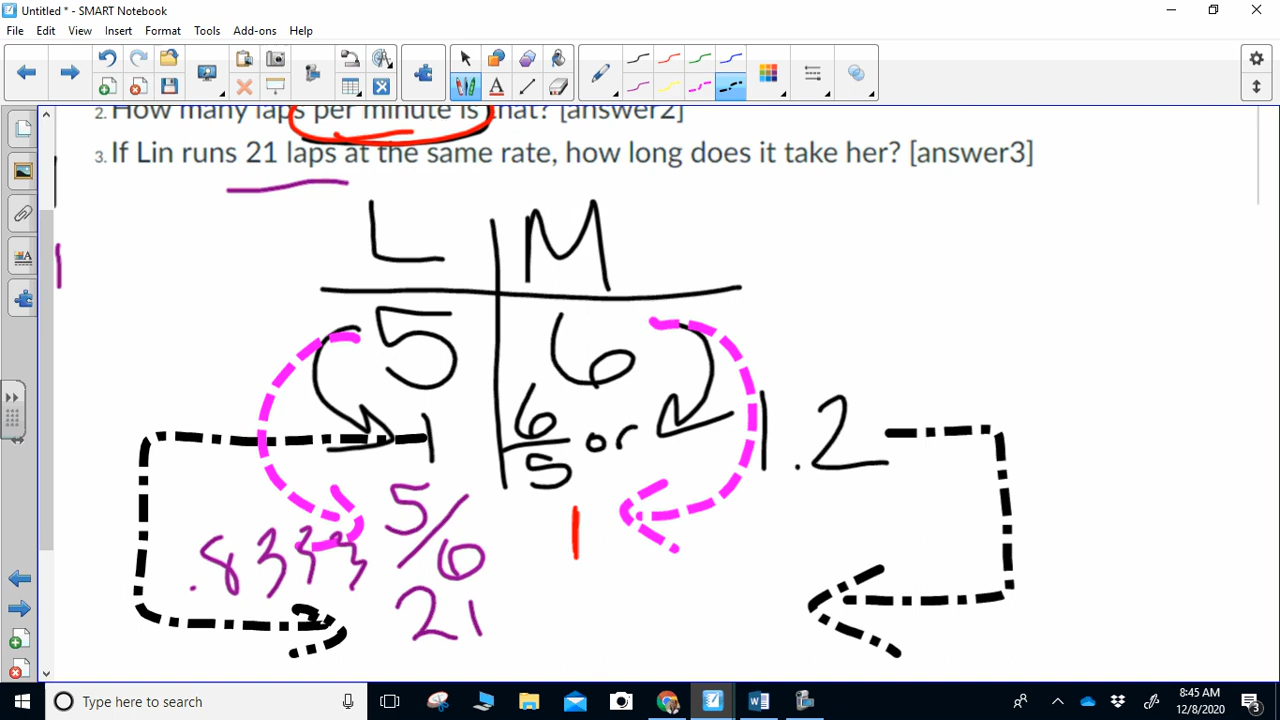 Untitled * - SMART Notebook
File Edit View Insert Format Tools Add-ons Help
2. How many laps per minute is that? [answer2]
3. If Lin runs 21 laps at the same rate, how long does it take her? [answer3]
L M
5 6
1 6/5 or 1.2
.8333 5/6 1
21
Type here to search
8:45 AM
12/8/2020
3